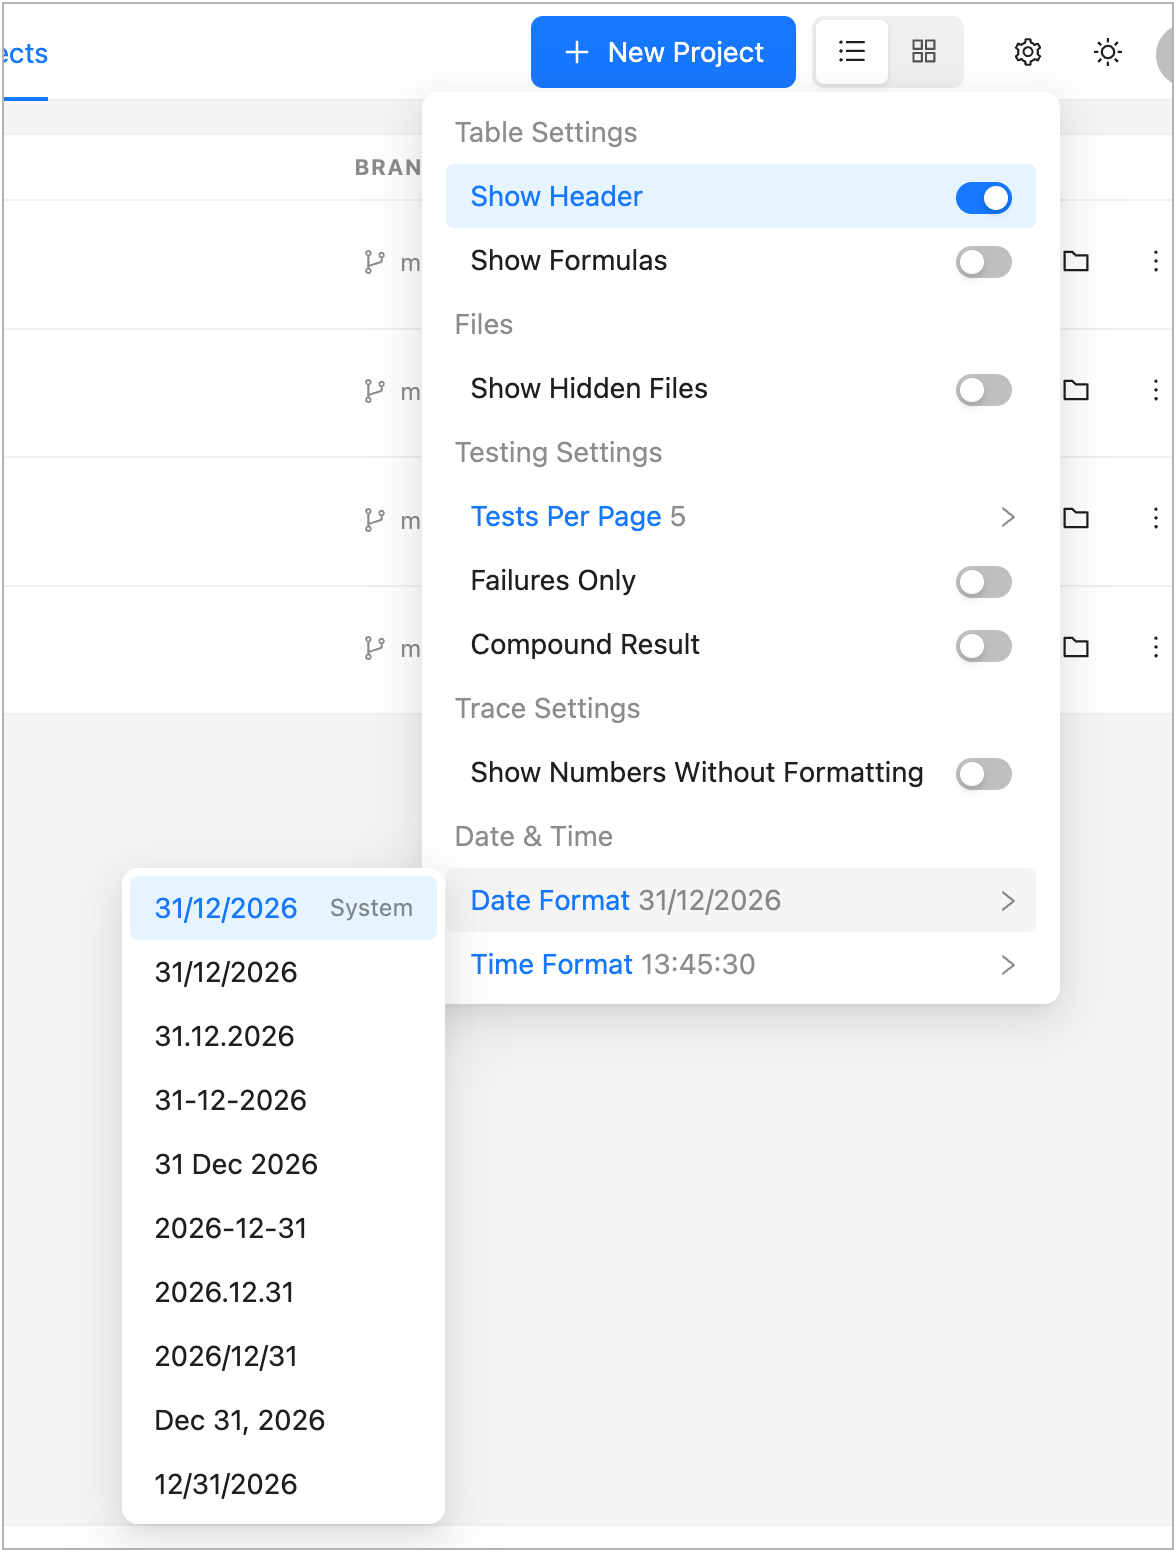 ects
New Project
BRAN
Table Settings
Show Header
Show Formulas
m
Files
Show Hidden Files
m
Testing Settings
Tests Per Page 5
m
Failures Only
Compound Result
m
Trace Settings
Show Numbers Without Formatting
Date & Time
Date Format 31/12/2026
Time Format 13:45:30
31/12/2026 System
31/12/2026
31.12.2026
31-12-2026
31 Dec 2026
2026-12-31
2026.12.31
2026/12/31
Dec 31, 2026
12/31/2026